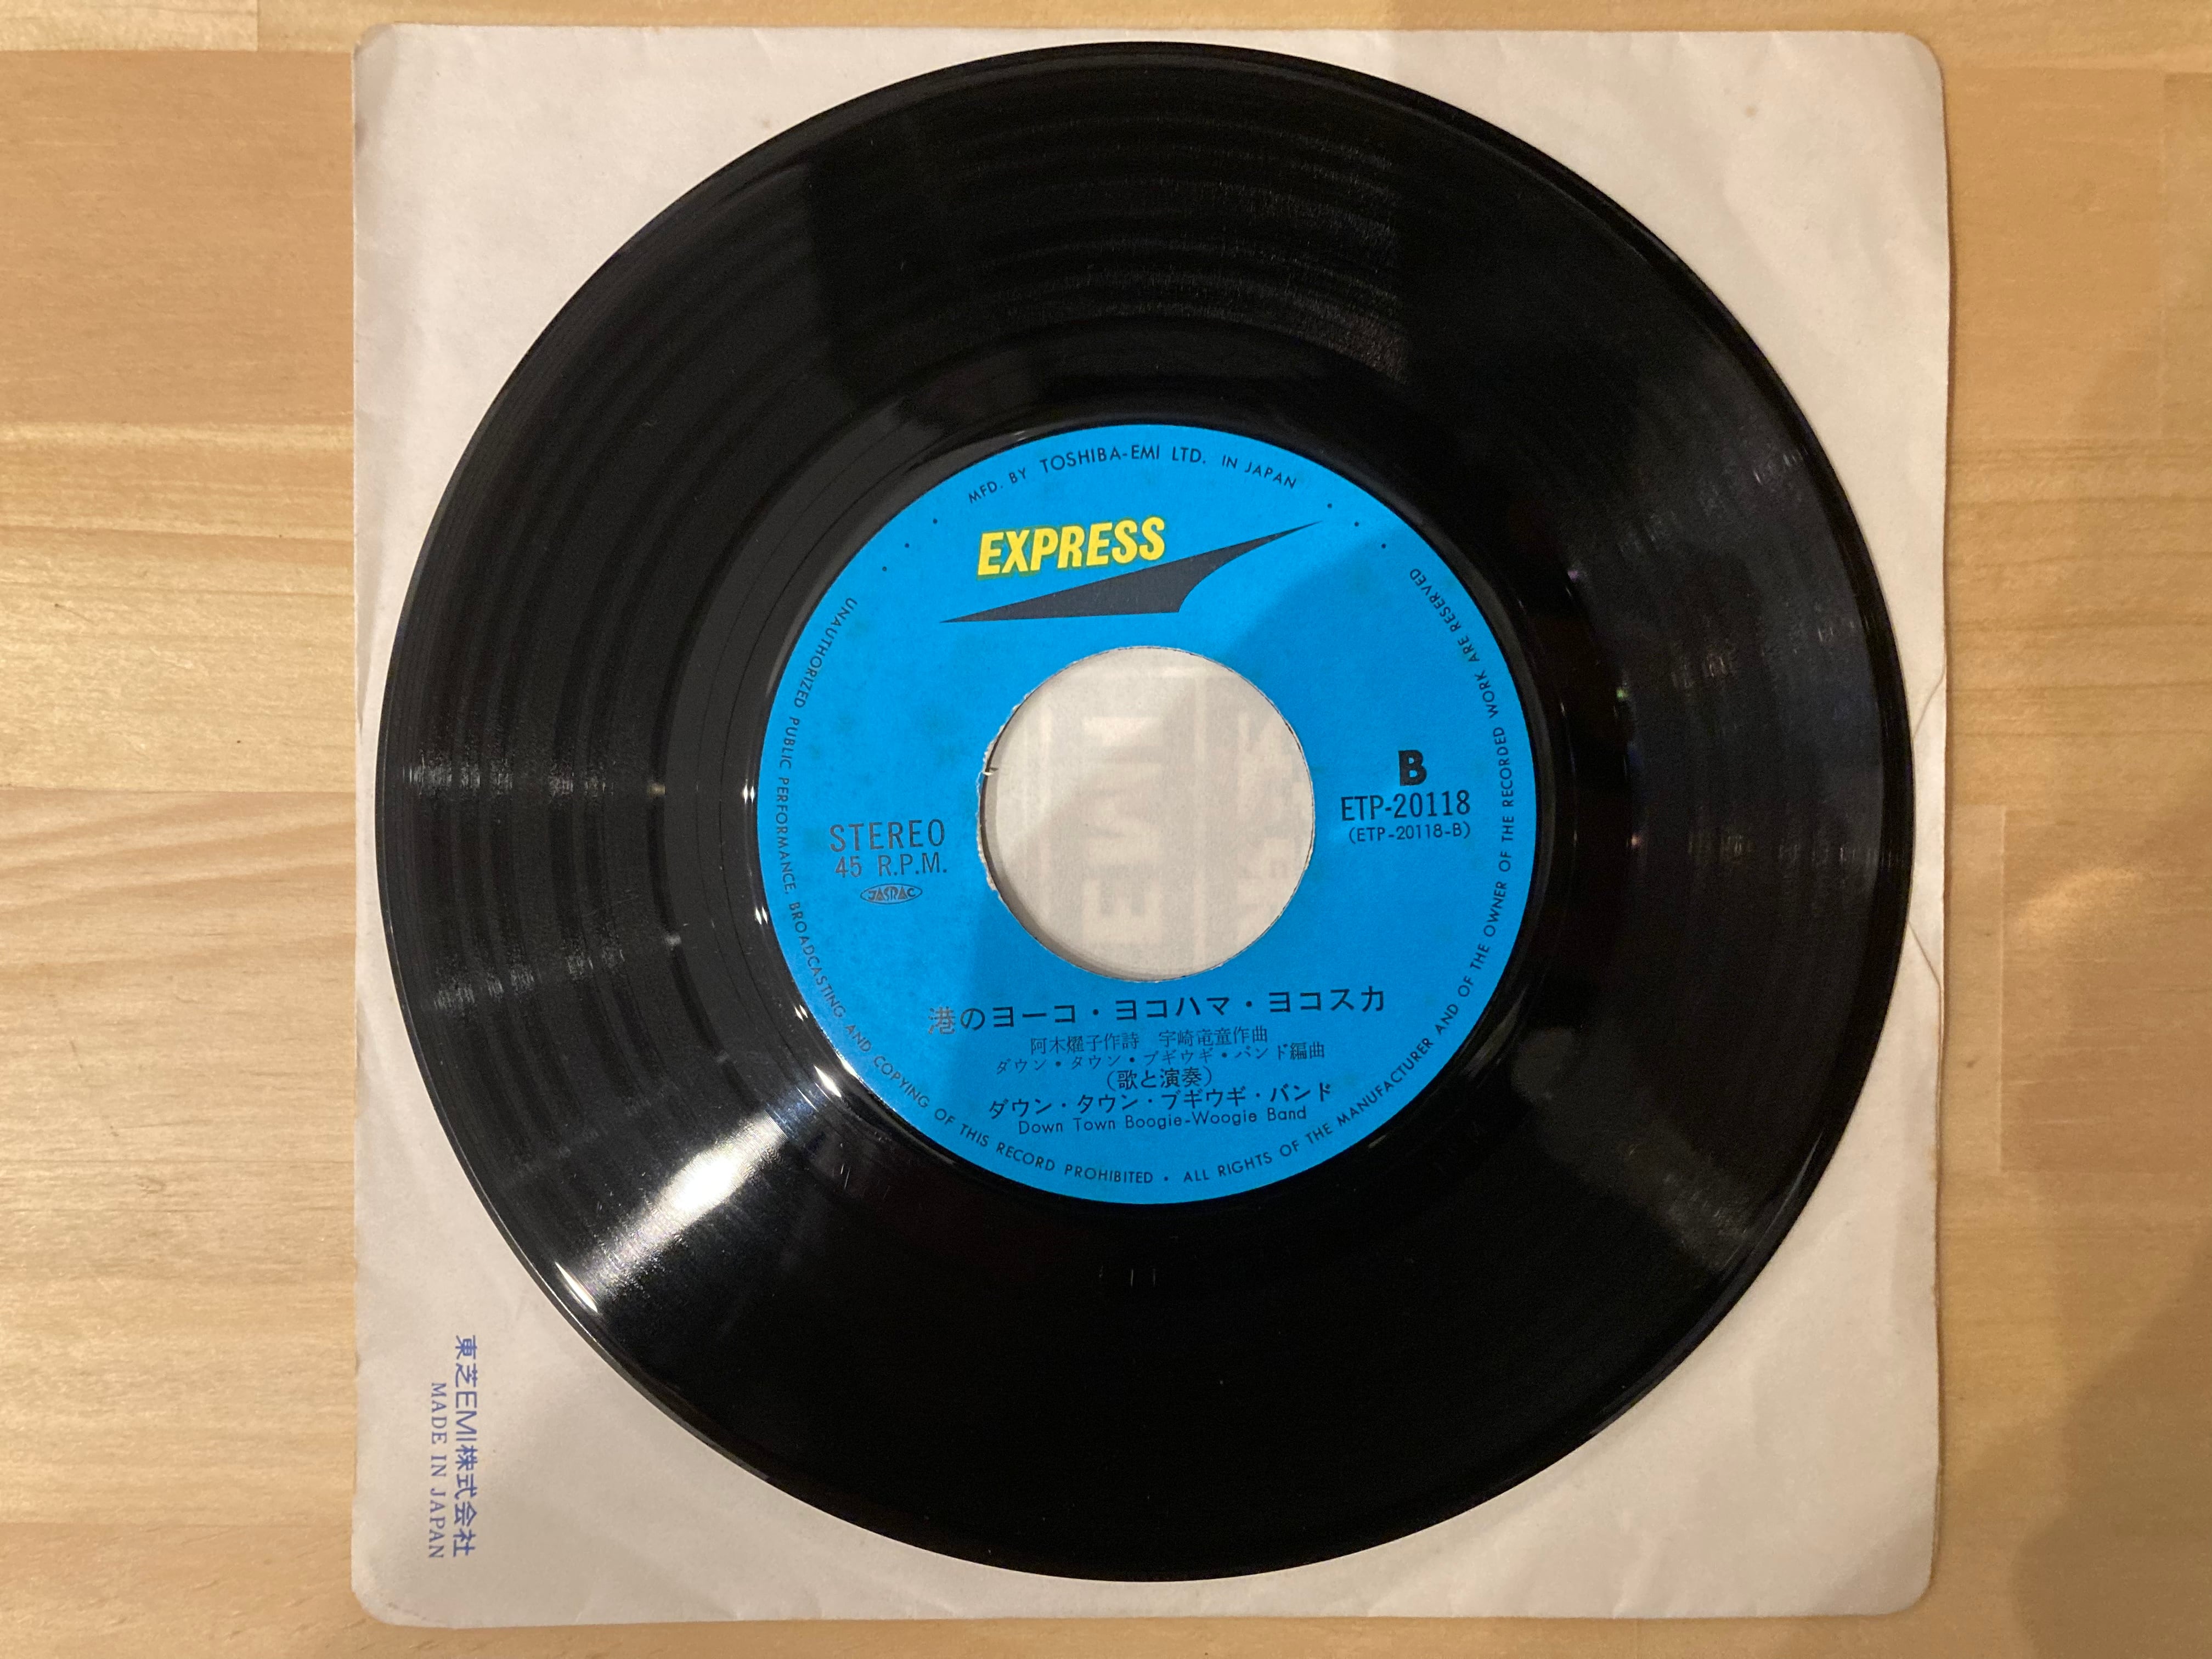 MFD. BY TOSHIBA-EMI LTD. IN JAPAN
EXPRESS
B
ETP-20118
(ETP-20118-B)
STEREO
45 R.P.M.
JASRAC
港のヨーコ・ヨコハマ・ヨコスカ
阿木燿子作詩 宇崎竜童作曲
ダウン・タウン・ブギウギ・バンド編曲
(歌と演奏)
ダウン・タウン・ブギウギ・バンド
Down Town Boogie-Woogie Band
UNAUTHORIZED PUBLIC PERFORMANCE, BROADCASTING AND COPYING OF THIS RECORD PROHIBITED • ALL RIGHTS OF THE MANUFACTURER AND OF THE OWNER OF THE RECORDED WORK ARE RESERVED
東芝EMI株式会社
MADE IN JAPAN